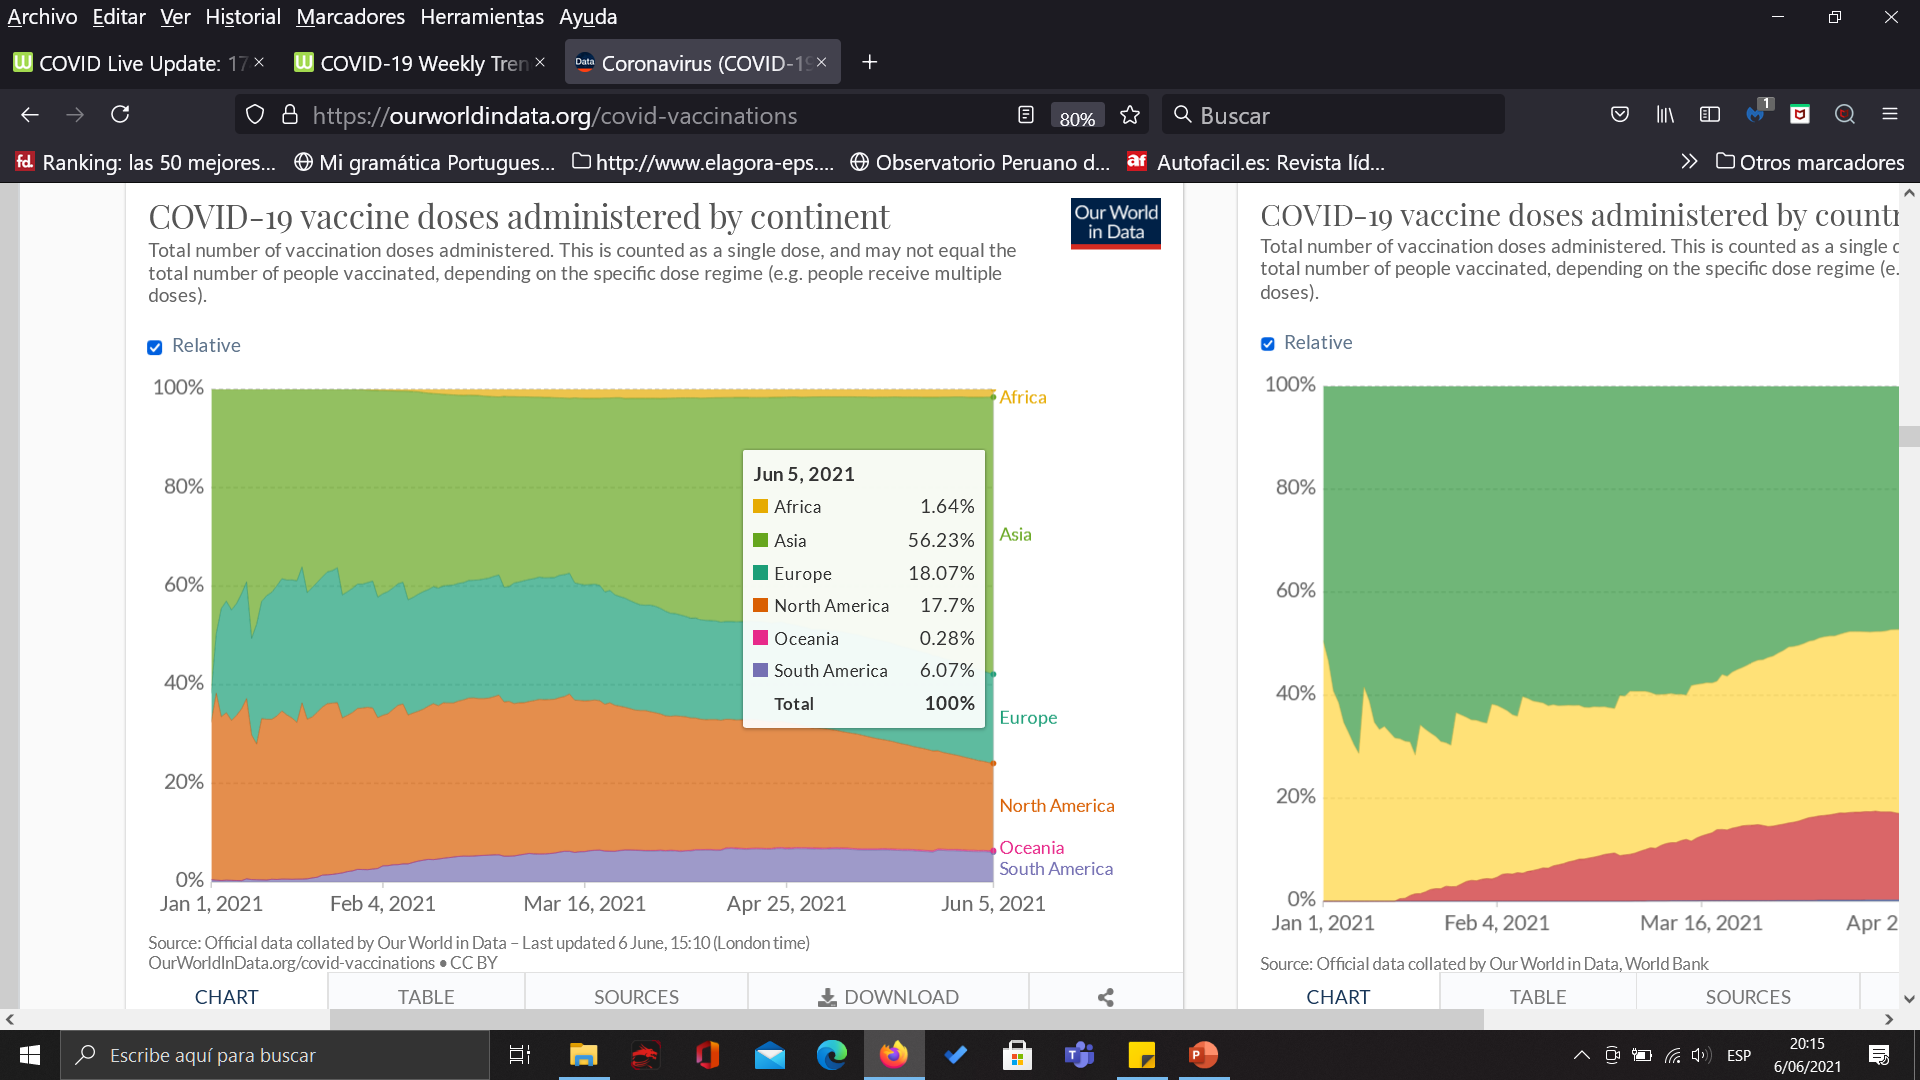 Archivo Editar Ver Historial Marcadores Herramientas Ayuda
COVID Live Update: 17
COVID-19 Weekly Tren
Data
Coronavirus (COVID-19
https://ourworldindata.org/covid-vaccinations
80%
Buscar
1
fd. Ranking: las 50 mejores...
Mi gramática Portugues...
http://www.elagora-eps....
Observatorio Peruano d...
af Autofacil.es: Revista líd...
Otros marcadores
COVID-19 vaccine doses administered by continent
Our World
in Data
Total number of vaccination doses administered. This is counted as a single dose, and may not equal the
total number of people vaccinated, depending on the specific dose regime (e.g. people receive multiple
doses).
Relative
100%
80%
60%
40%
20%
0%
Jan 1, 2021
Feb 4, 2021
Mar 16, 2021
Apr 25, 2021
Jun 5, 2021
Africa
Asia
Europe
North America
Oceania
South America
Jun 5, 2021
Africa 1.64%
Asia 56.23%
Europe 18.07%
North America 17.7%
Oceania 0.28%
South America 6.07%
Total 100%
Source: Official data collated by Our World in Data – Last updated 6 June, 15:10 (London time)
OurWorldInData.org/covid-vaccinations • CC BY
CHART
TABLE
SOURCES
DOWNLOAD
COVID-19 vaccine doses administered by countr
Total number of vaccination doses administered. This is counted as a single
total number of people vaccinated, depending on the specific dose regime (e.
doses).
Relative
100%
80%
60%
40%
20%
0%
Jan 1, 2021
Feb 4, 2021
Mar 16, 2021
Apr 2
Source: Official data collated by Our World in Data, World Bank
CHART
TABLE
SOURCES
Escribe aquí para buscar
ESP
20:15
6/06/2021